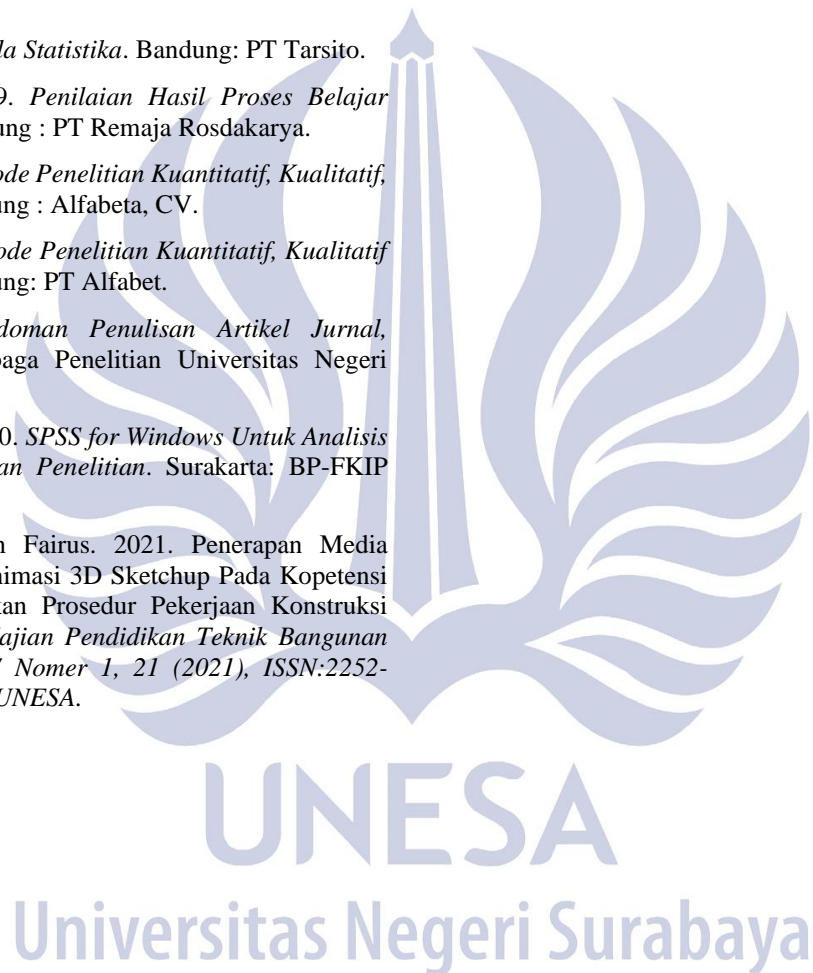 la Statistika. Bandung: PT Tarsito.
9. Penilaian Hasil Proses Belajar
ung : PT Remaja Rosdakarya.
ode Penelitian Kuantitatif, Kualitatif,
ung : Alfabeta, CV.
ode Penelitian Kuantitatif, Kualitatif
ung: PT Alfabet.
doman Penulisan Artikel Jurnal,
baga Penelitian Universitas Negeri
0. SPSS for Windows Untuk Analisis
an Penelitian. Surakarta: BP-FKIP
n Fairus. 2021. Penerapan Media
nimasi 3D Sketchup Pada Kopetensi
kan Prosedur Pekerjaan Konstruksi
ajian Pendidikan Teknik Bangunan
7 Nomer 1, 21 (2021), ISSN:2252-
UNESA.
UNESA
Universitas Negeri Surabaya